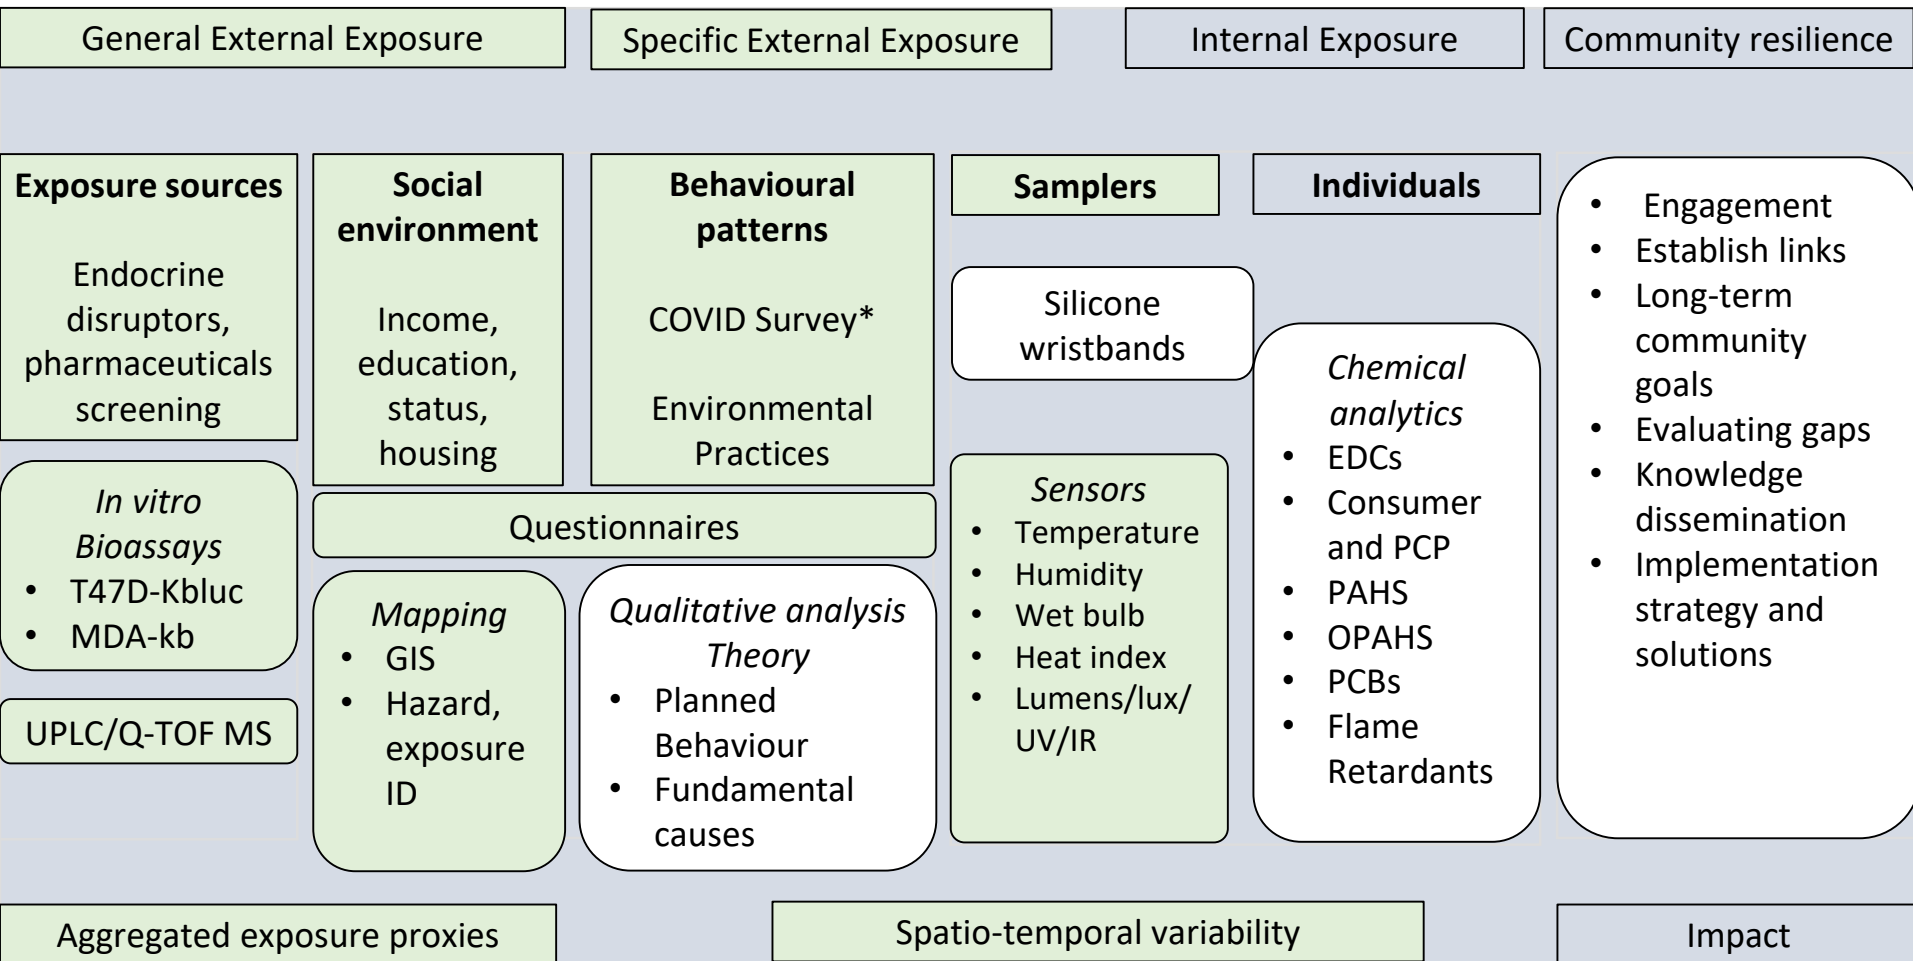 General External Exposure
Specific External Exposure
Internal Exposure
Community resilience
Exposure sources
Endocrine
disruptors,
pharmaceuticals
screening
In vitro
Bioassays
• T47D-Kbluc
• MDA-kb
UPLC/Q-TOF MS
Social
environment
Income,
education,
status,
housing
Behavioural
patterns
COVID Survey*
Environmental
Practices
Questionnaires
Mapping
• GIS
• Hazard,
exposure
ID
Qualitative analysis
Theory
• Planned
Behaviour
• Fundamental
causes
Samplers
Silicone
wristbands
Sensors
• Temperature
• Humidity
• Wet bulb
• Heat index
• Lumens/lux/
UV/IR
Individuals
Chemical
analytics
• EDCs
• Consumer
and PCP
• PAHS
• OPAHS
• PCBs
• Flame
Retardants
• Engagement
• Establish links
• Long-term
community
goals
• Evaluating gaps
• Knowledge
dissemination
• Implementation
strategy and
solutions
Aggregated exposure proxies
Spatio-temporal variability
Impact